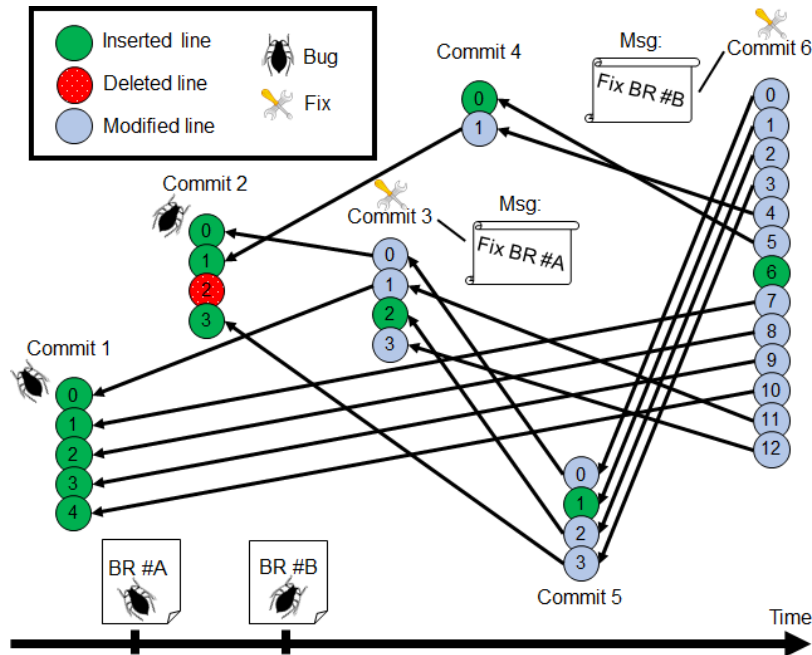 Inserted line
Bug
Deleted line
Fix
Modified line
Commit 4
0
1
Msg:
Fix BR #B
Commit 6
0
1
2
3
4
5
6
7
8
9
10
11
12
Commit 2
0
1
2
3
Commit 3
0
1
2
3
Msg:
Fix BR #A
Commit 1
0
1
2
3
4
0
1
2
3
Commit 5
BR #A
BR #B
Time